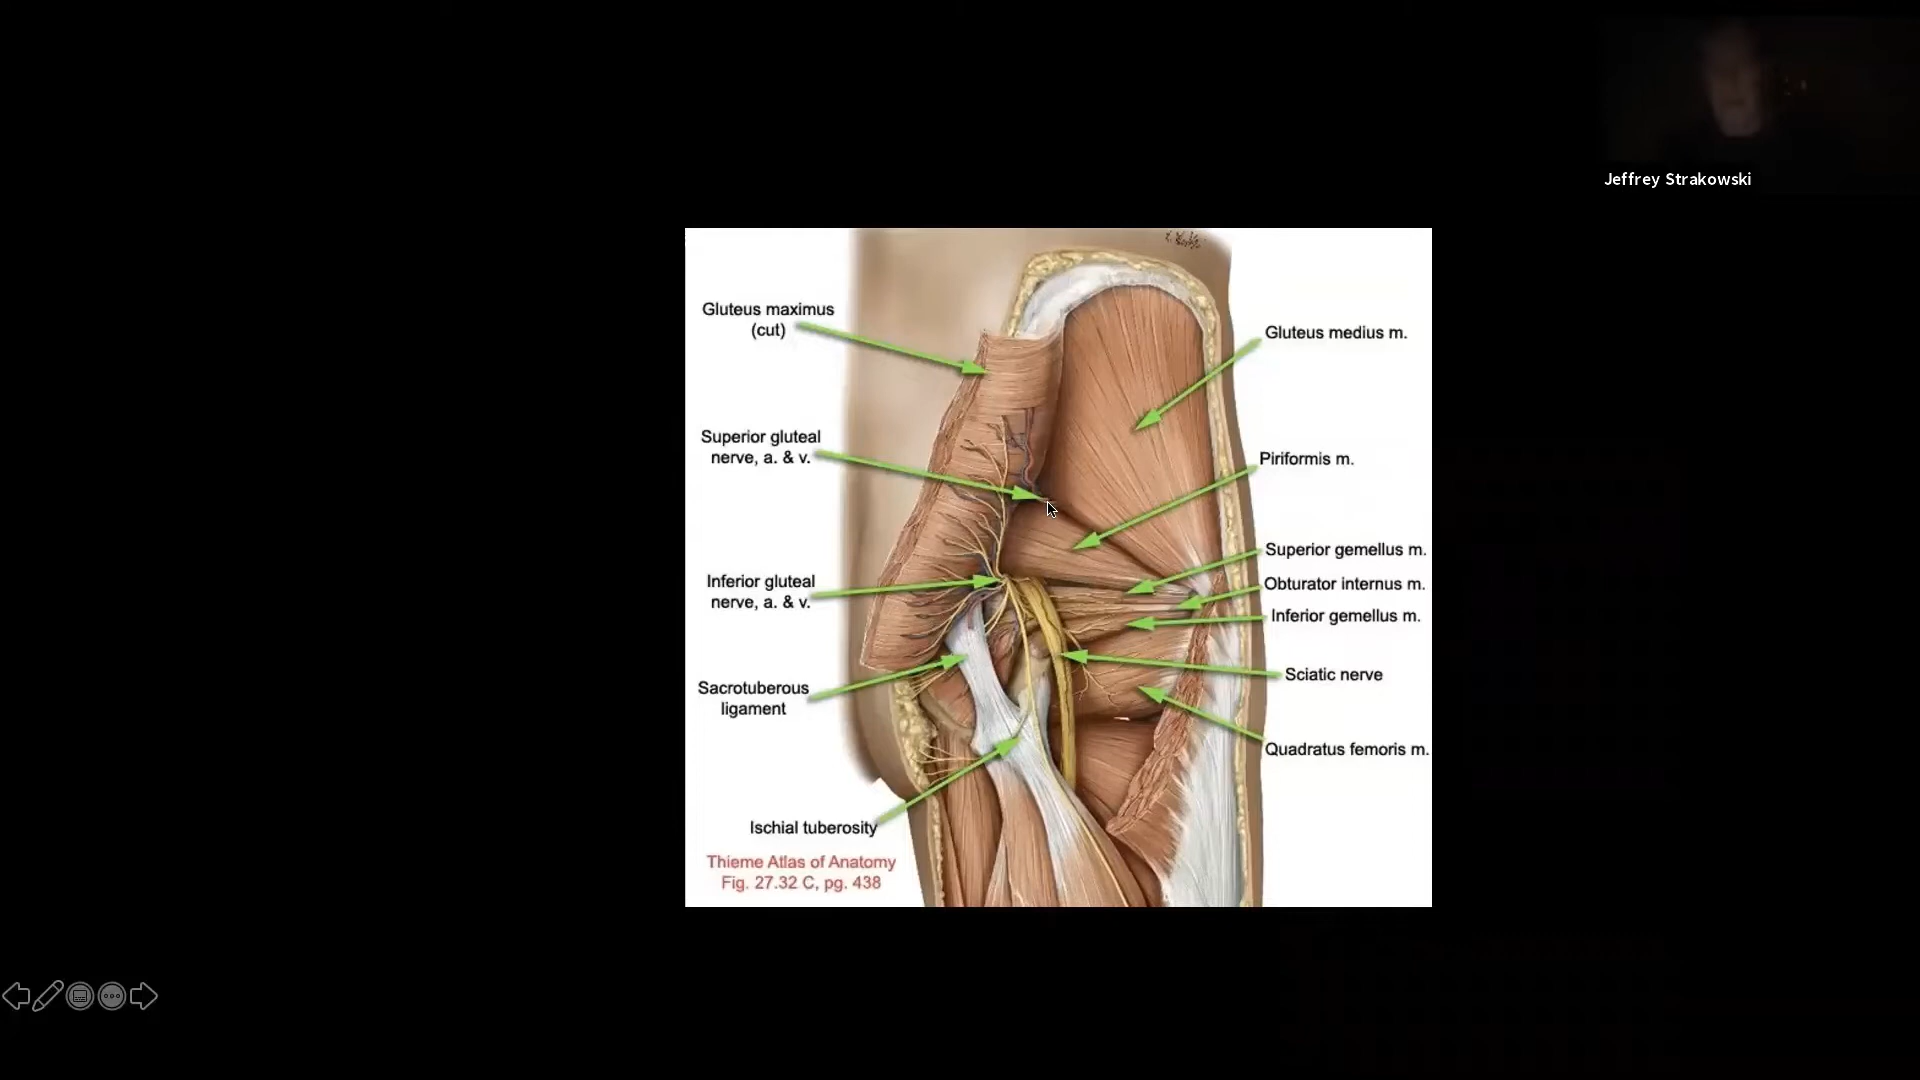 Jeffrey Strakowski
Gluteus maximus
(cut)
Gluteus medius m.
Superior gluteal
nerve, a. & v.
Piriformis m.
Superior gemellus m.
Inferior gluteal
nerve, a. & v.
Obturator internus m.
Inferior gemellus m.
Sciatic nerve
Sacrotuberous
ligament
Quadratus femoris m.
Ischial tuberosity
Thieme Atlas of Anatomy
Fig. 27.32 C, pg. 438